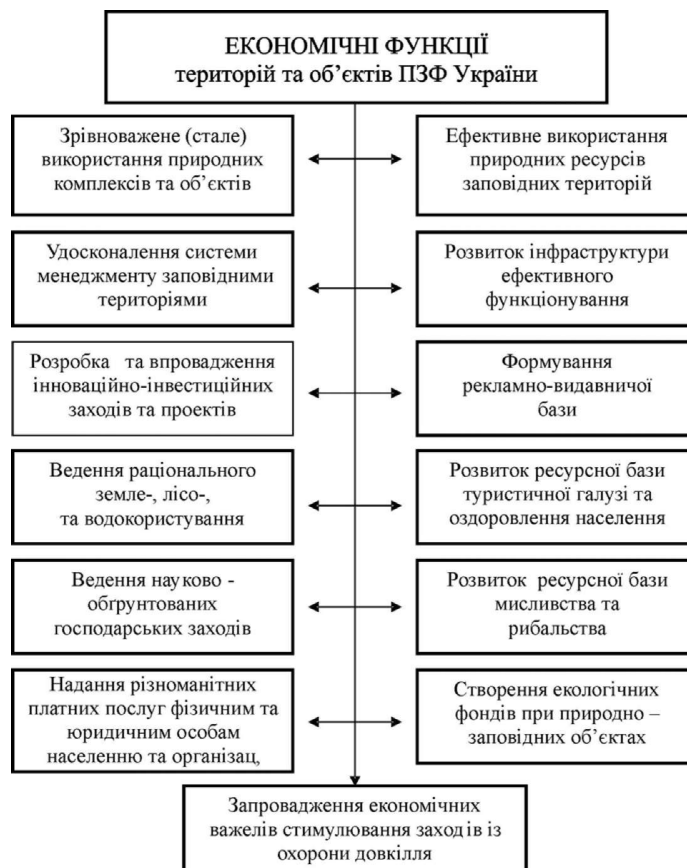 ЕКОНОМІЧНІ ФУНКЦІЇ
територій та об’єктів ПЗФ України
Зрівноважене (стале)
використання природних
комплексів та об’єктів
Ефективне використання
природних ресурсів
заповідних територій
Удосконалення системи
менеджменту заповідними
територіями
Розвиток інфраструктури
ефективного
функціонування
Розробка та впровадження
інноваційно-інвестиційних
заходів та проектів
Формування
рекламно-видавничої
бази
Ведення раціонального
земле-, лісо-,
та водокористування
Розвиток ресурсної бази
туристичної галузі та
оздоровлення населення
Ведення науково -
обґрунтованих
господарських заходів
Розвиток ресурсної бази
мисливства та
рибальства
Надання різноманітних
платних послуг фізичним та
юридичним особам
населенню та організац,
Створення екологічних
фондів при природно –
заповідних об’єктах
Запровадження економічних
важелів стимулювання заходів із
охорони довкілля